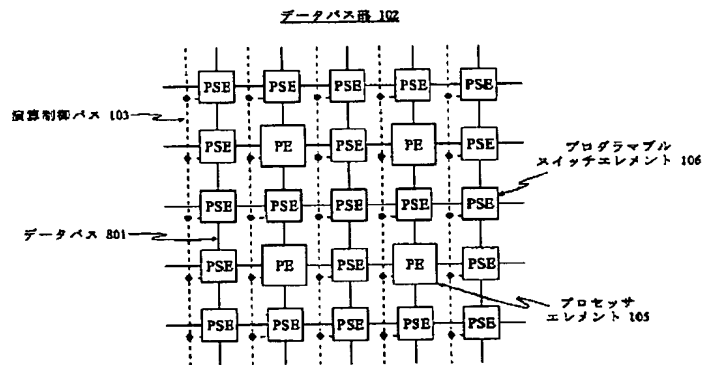 データパス部 102
PSE PSE PSE PSE PSE
演算制御バス 103
PSE PE PSE PE PSE
プログラマブル
スイッチエレメント 106
PSE PSE PSE PSE PSE
データバス 801
PSE PE PSE PE PSE
プロセッサ
エレメント 105
PSE PSE PSE PSE PSE